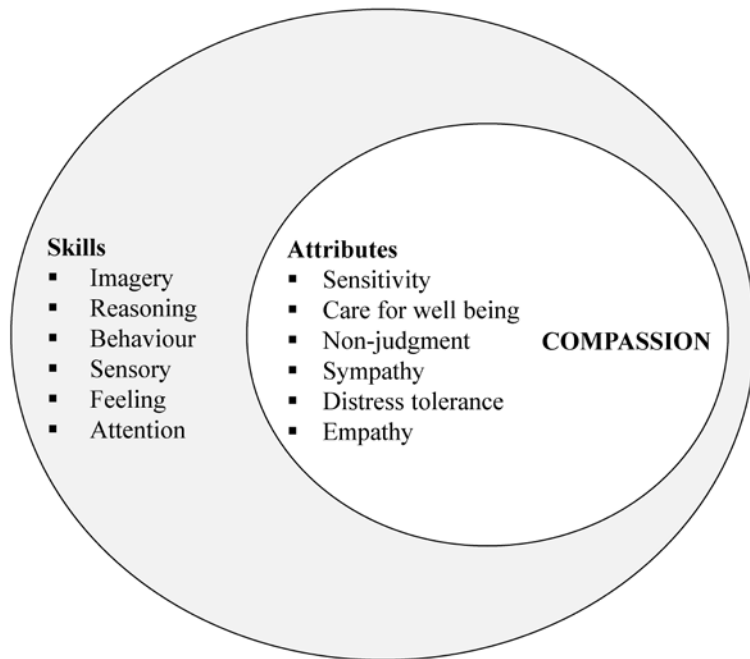 Skills
▪ Imagery
▪ Reasoning
▪ Behaviour
▪ Sensory
▪ Feeling
▪ Attention
Attributes
▪ Sensitivity
▪ Care for well being
▪ Non-judgment
▪ Sympathy
▪ Distress tolerance
▪ Empathy
COMPASSION